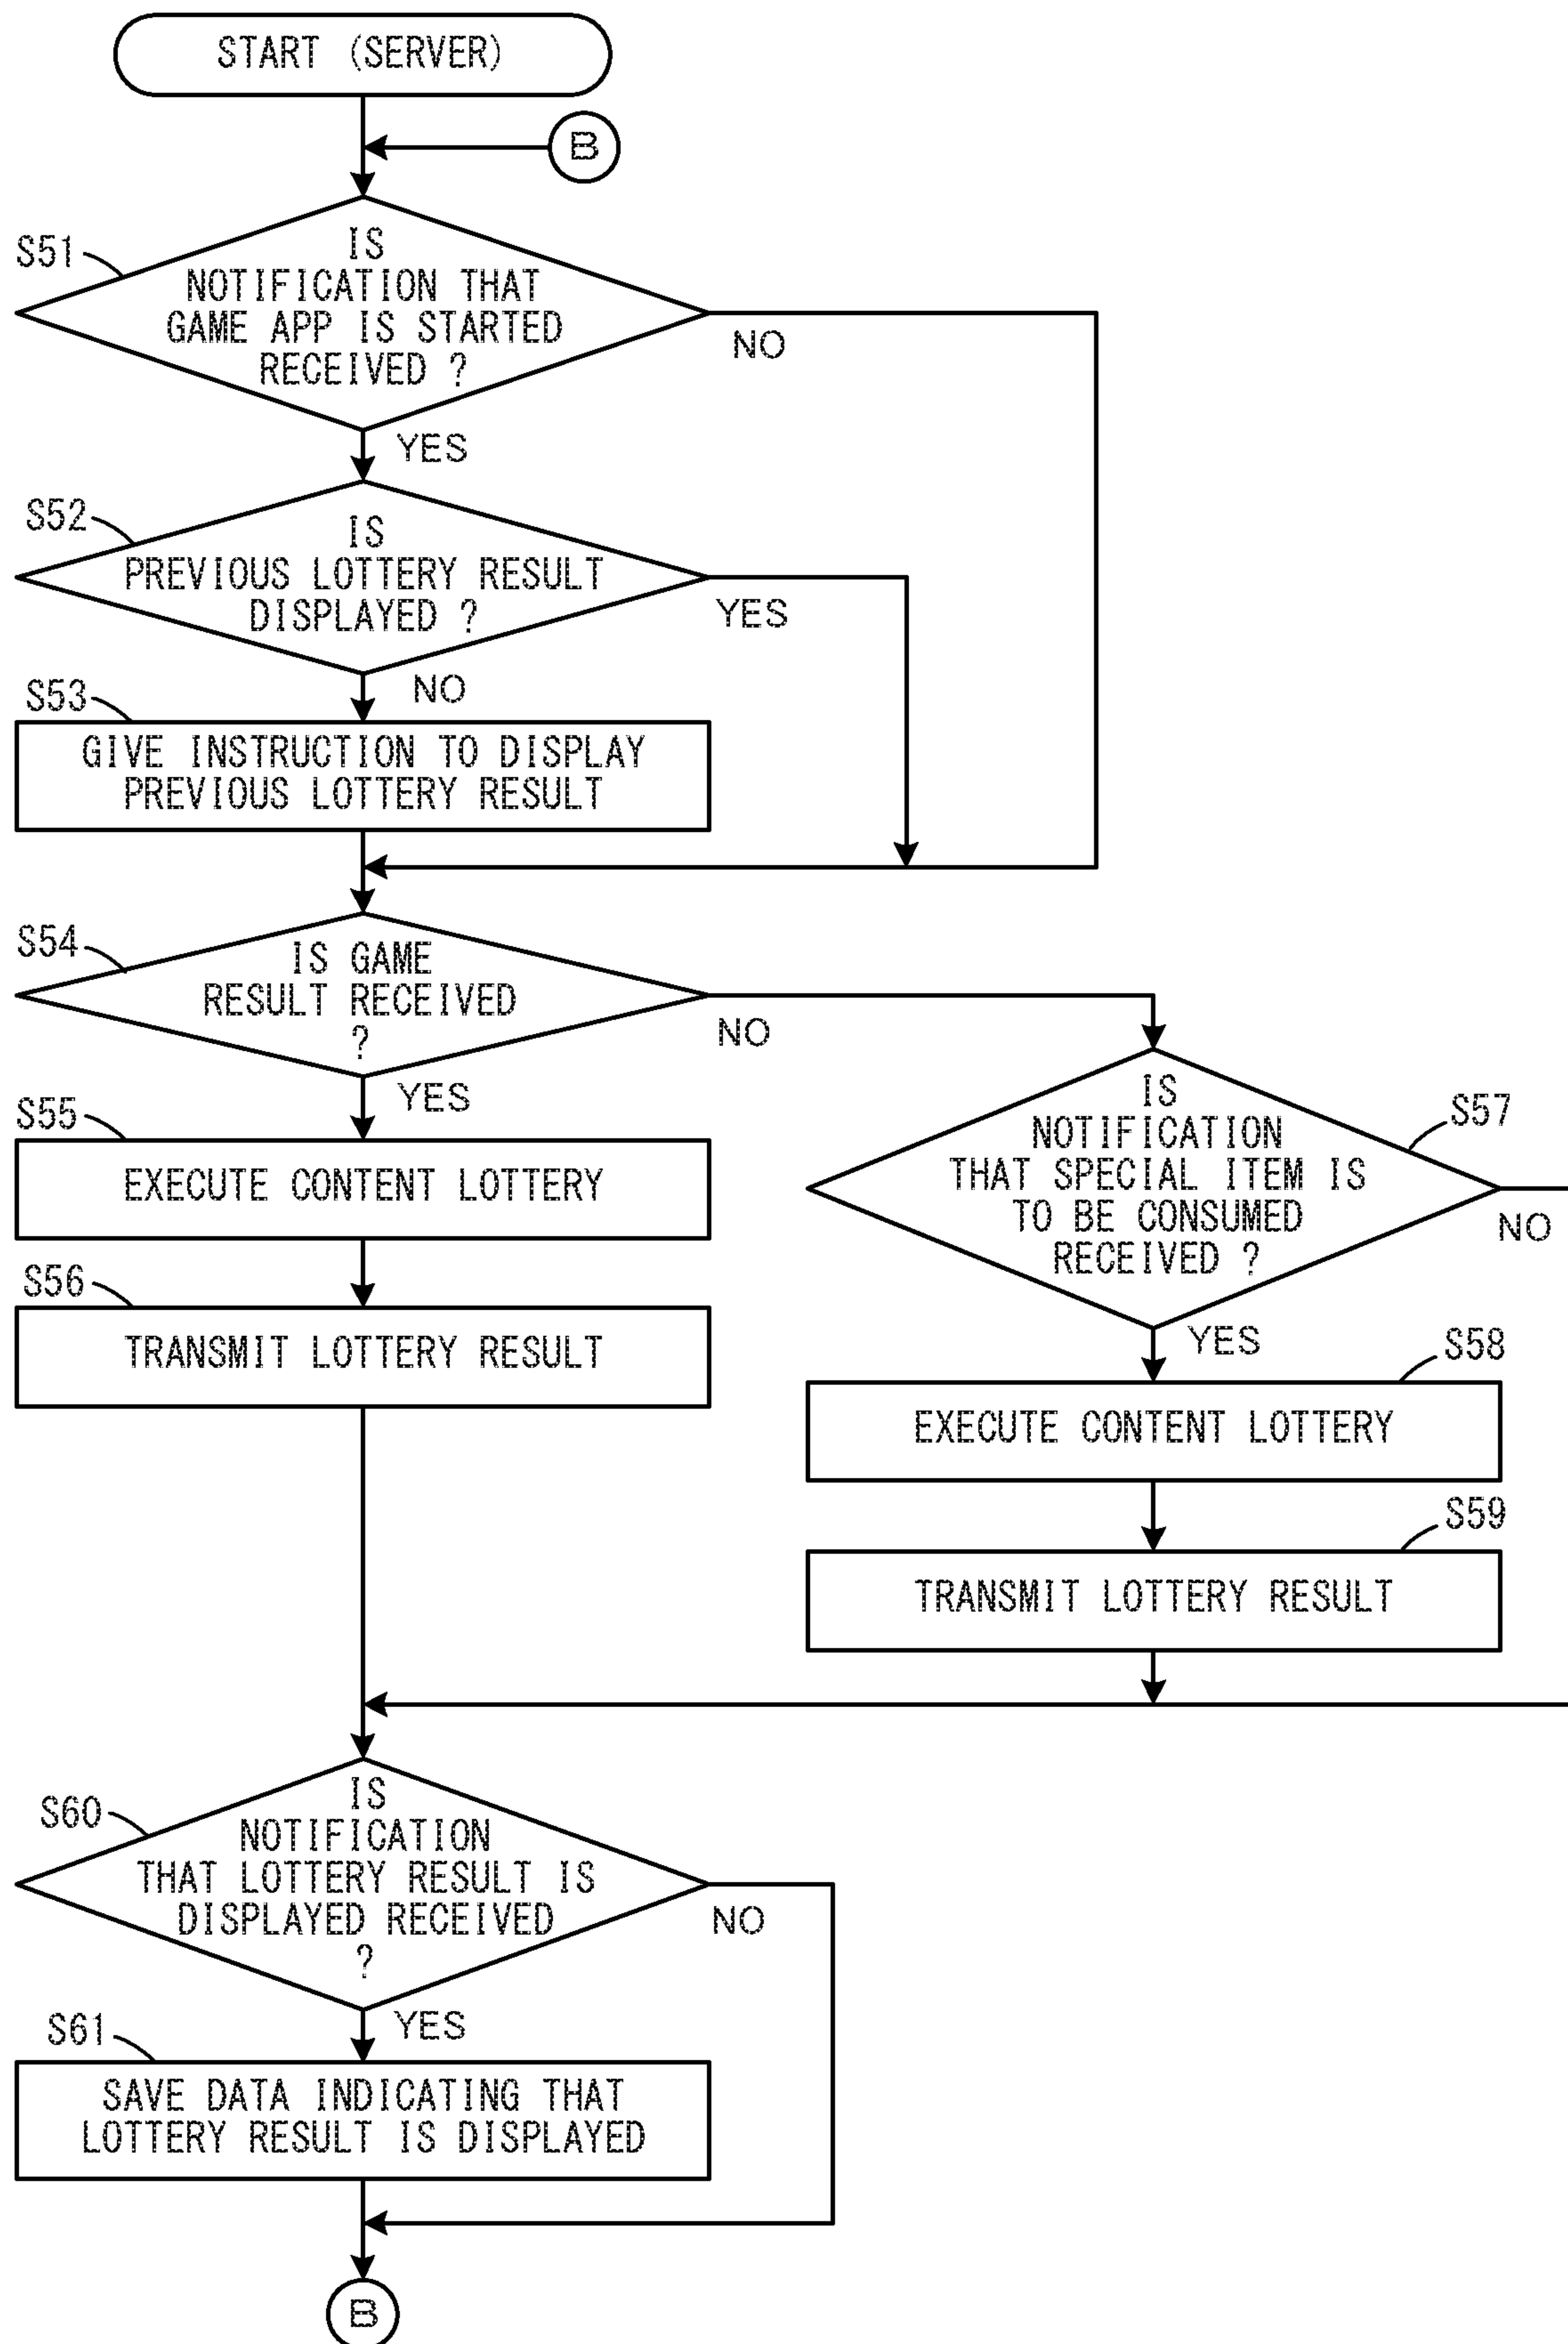 START (SERVER)
B
S51
IS
NOTIFICATION THAT
GAME APP IS STARTED
RECEIVED ?
NO
YES
S52
IS
PREVIOUS LOTTERY RESULT
DISPLAYED ?
YES
NO
S53
GIVE INSTRUCTION TO DISPLAY
PREVIOUS LOTTERY RESULT
S54
IS GAME
RESULT RECEIVED
?
NO
YES
S55
EXECUTE CONTENT LOTTERY
S56
TRANSMIT LOTTERY RESULT
S57
IS
NOTIFICATION
THAT SPECIAL ITEM IS
TO BE CONSUMED
RECEIVED ?
NO
YES
S58
EXECUTE CONTENT LOTTERY
S59
TRANSMIT LOTTERY RESULT
S60
IS
NOTIFICATION
THAT LOTTERY RESULT IS
DISPLAYED RECEIVED
?
NO
YES
S61
SAVE DATA INDICATING THAT
LOTTERY RESULT IS DISPLAYED
B